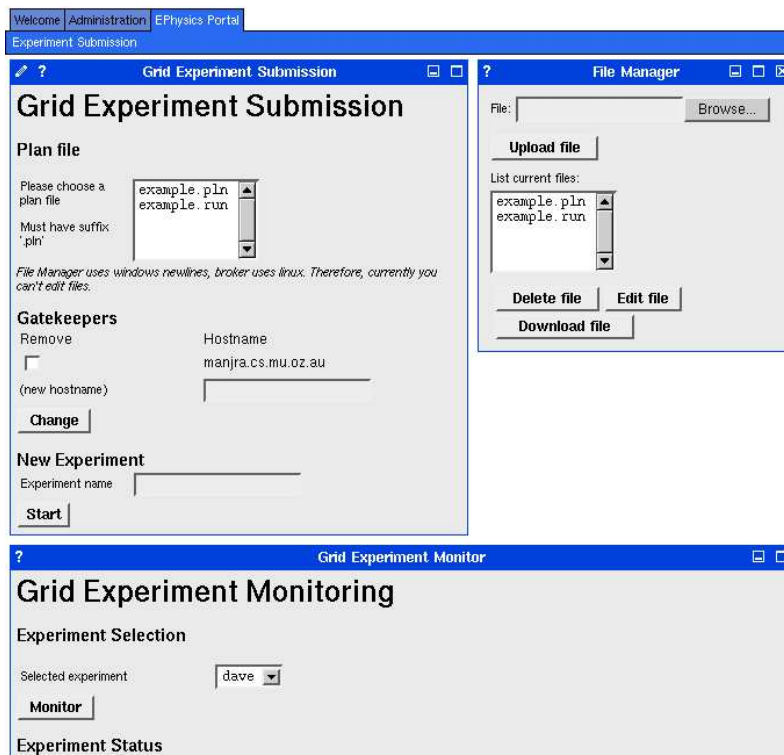 Welcome Administration EPhysics Portal
Experiment Submission
? Grid Experiment Submission
Grid Experiment Submission
Plan file
Please choose a
plan file
Must have suffix
'.pln'
example.pln
example.run
File Manager uses windows newlines, broker uses linux. Therefore, currently you
can't edit files.
Gatekeepers
Remove Hostname
manjra.cs.mu.oz.au
(new hostname)
Change
New Experiment
Experiment name
Start
? File Manager
File: Browse...
Upload file
List current files:
example.pln
example.run
Delete file Edit file
Download file
? Grid Experiment Monitor
Grid Experiment Monitoring
Experiment Selection
Selected experiment dave
Monitor
Experiment Status